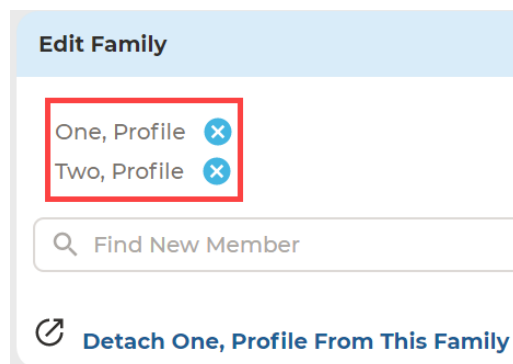 Edit Family
One, Profile
Two, Profile
Find New Member
Detach One, Profile From This Family